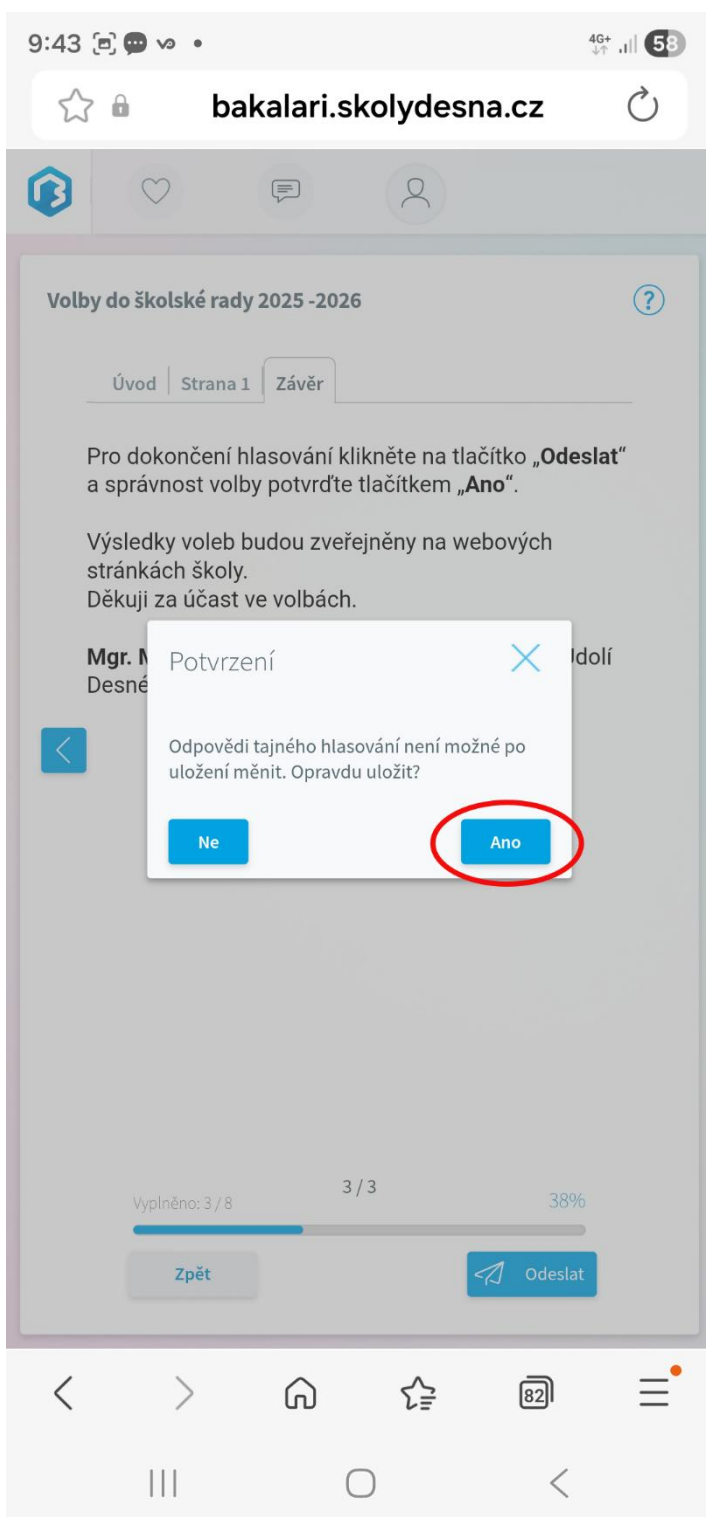 9:43
4G+
58
bakalari.skolydesna.cz
Volby do školské rady 2025 -2026
?
Úvod Strana 1 Závěr
Pro dokončení hlasování klikněte na tlačítko „Odeslat“
a správnost volby potvrďte tlačítkem „Ano“.
Výsledky voleb budou zveřejněny na webových
stránkách školy.
Děkuji za účast ve volbách.
Mgr.
Desné
Potvrzení
Odpovědi tajného hlasování není možné po
uložení měnit. Opravdu uložit?
Ne Ano
Vyplněno: 3 / 8 3 / 3 38%
Zpět Odeslat
82